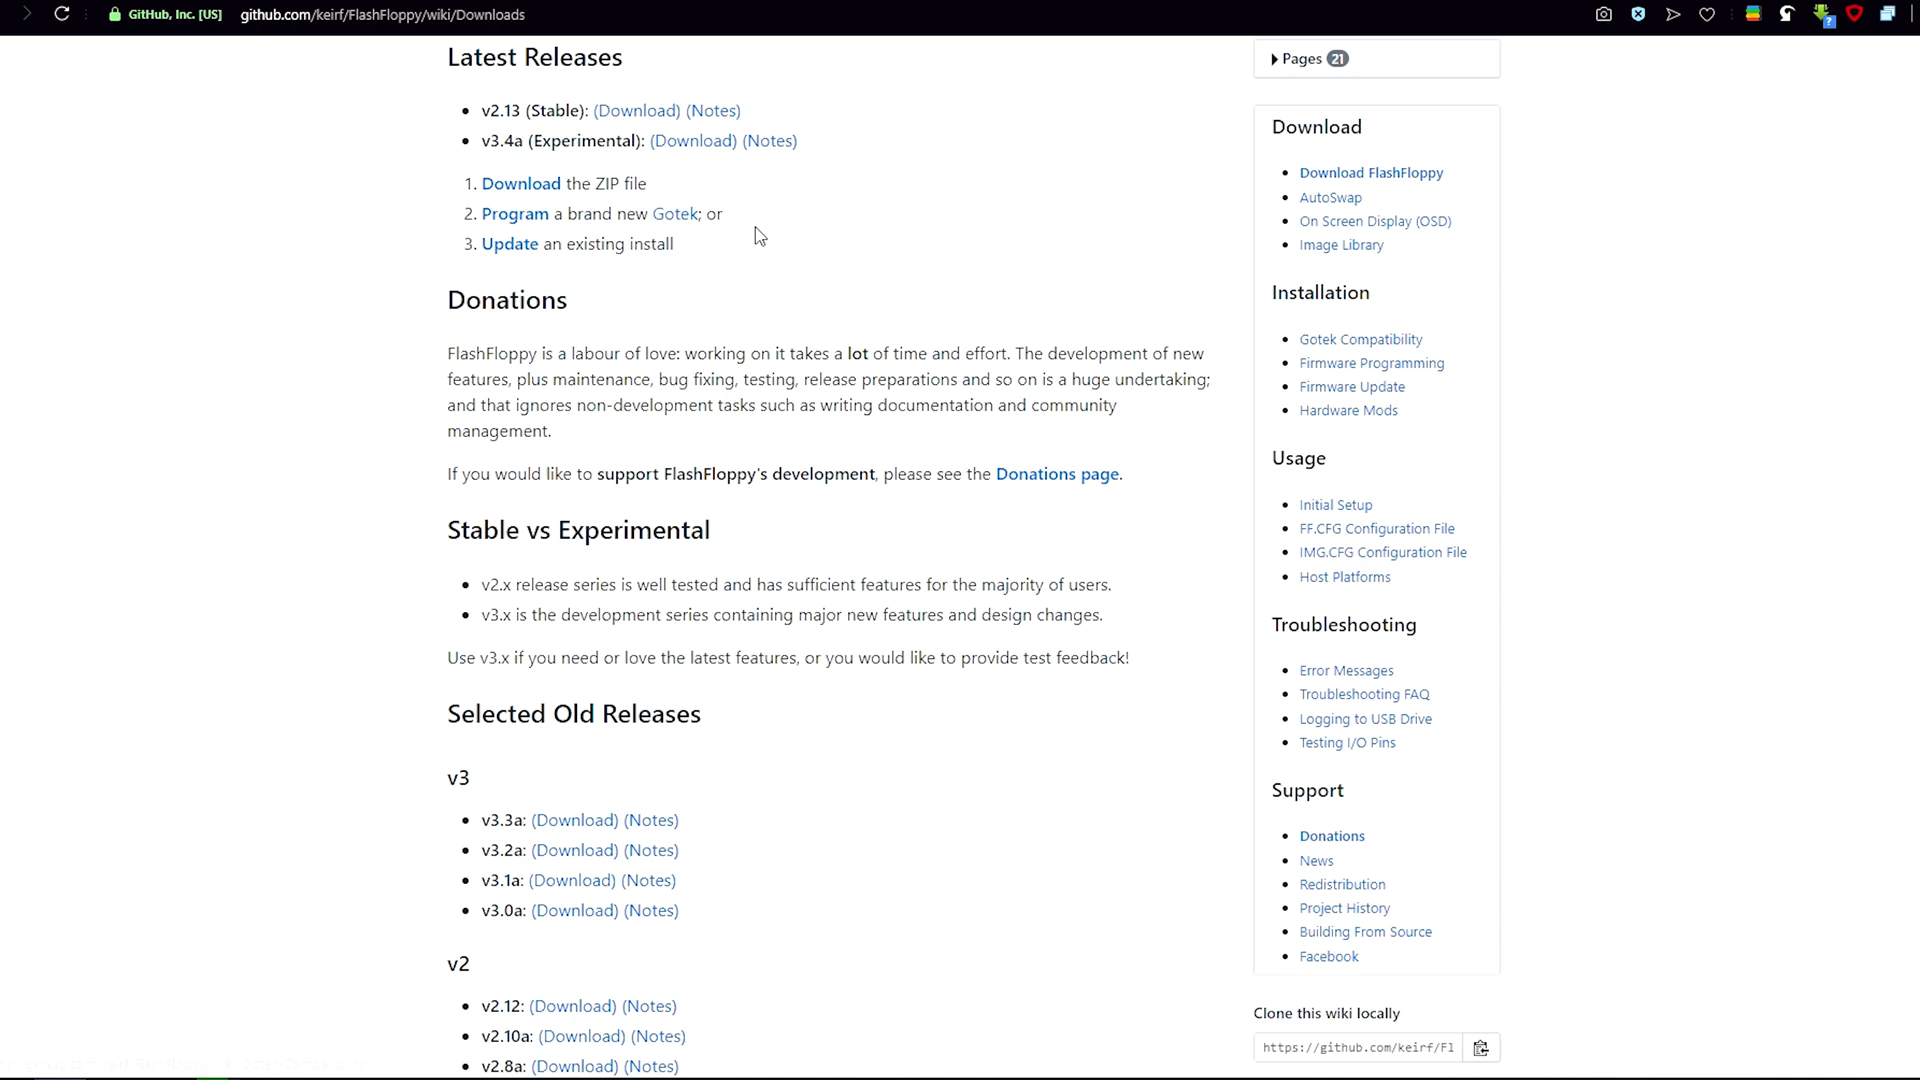 GitHub, Inc. [US] github.com/keirf/FlashFloppy/wiki/Downloads
Latest Releases
v2.13 (Stable): (Download) (Notes)
v3.4a (Experimental): (Download) (Notes)
1. Download the ZIP file
2. Program a brand new Gotek; or
3. Update an existing install
Donations
FlashFloppy is a labour of love: working on it takes a lot of time and effort. The development of new
features, plus maintenance, bug fixing, testing, release preparations and so on is a huge undertaking;
and that ignores non-development tasks such as writing documentation and community
management.
If you would like to support FlashFloppy's development, please see the Donations page.
Stable vs Experimental
v2.x release series is well tested and has sufficient features for the majority of users.
v3.x is the development series containing major new features and design changes.
Use v3.x if you need or love the latest features, or you would like to provide test feedback!
Selected Old Releases
v3
v3.3a: (Download) (Notes)
v3.2a: (Download) (Notes)
v3.1a: (Download) (Notes)
v3.0a: (Download) (Notes)
v2
v2.12: (Download) (Notes)
v2.10a: (Download) (Notes)
v2.8a: (Download) (Notes)
Pages 21
Download
Download FlashFloppy
AutoSwap
On Screen Display (OSD)
Image Library
Installation
Gotek Compatibility
Firmware Programming
Firmware Update
Hardware Mods
Usage
Initial Setup
FF.CFG Configuration File
IMG.CFG Configuration File
Host Platforms
Troubleshooting
Error Messages
Troubleshooting FAQ
Logging to USB Drive
Testing I/O Pins
Support
Donations
News
Redistribution
Project History
Building From Source
Facebook
Clone this wiki locally
https://github.com/keirf/Fl